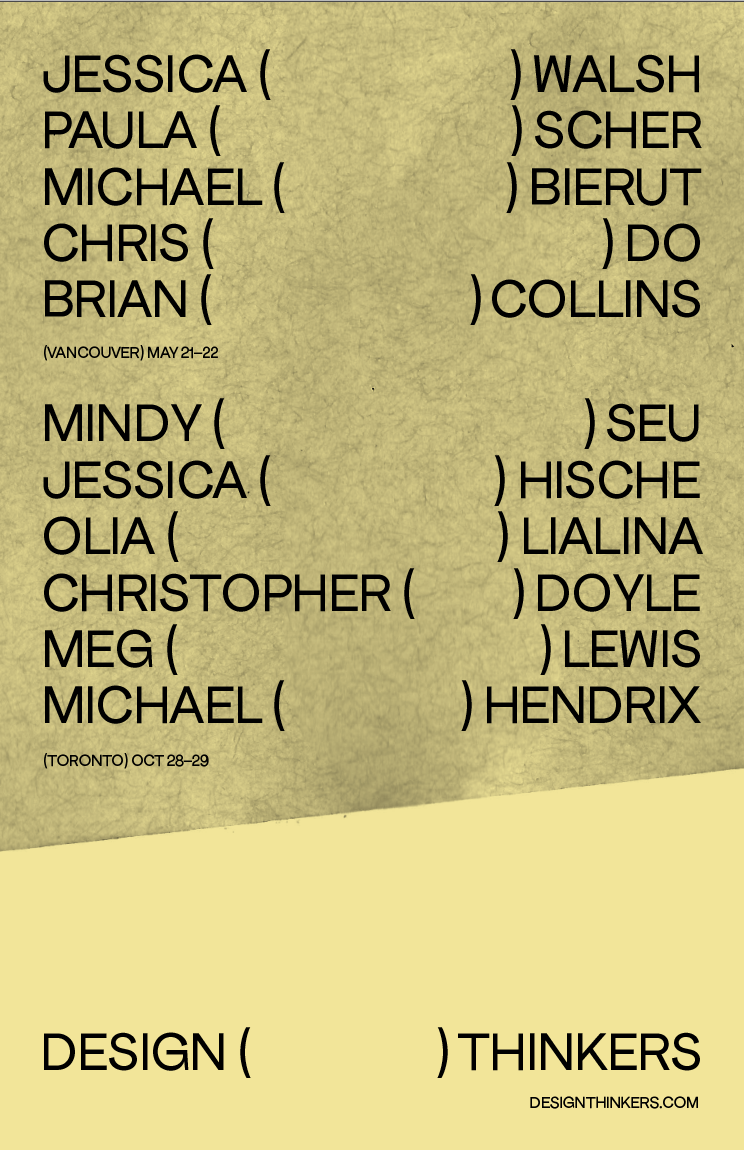 JESSICA ( ) WALSH
PAULA ( ) SCHER
MICHAEL ( ) BIERUT
CHRIS ( ) DO
BRIAN ( ) COLLINS
(VANCOUVER) MAY 21–22
MINDY ( ) SEU
JESSICA ( ) HISCHE
OLIA ( ) LIALINA
CHRISTOPHER ( ) DOYLE
MEG ( ) LEWIS
MICHAEL ( ) HENDRIX
(TORONTO) OCT 28–29
DESIGN ( ) THINKERS
DESIGNTHINKERS.COM